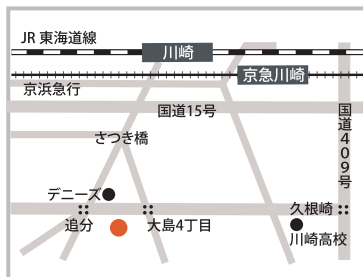 JR 東海道線
川崎
京急川崎
京浜急行
国道15号
国道409号
さつき橋
デニーズ
追分
大島4丁目
久根崎
川崎高校